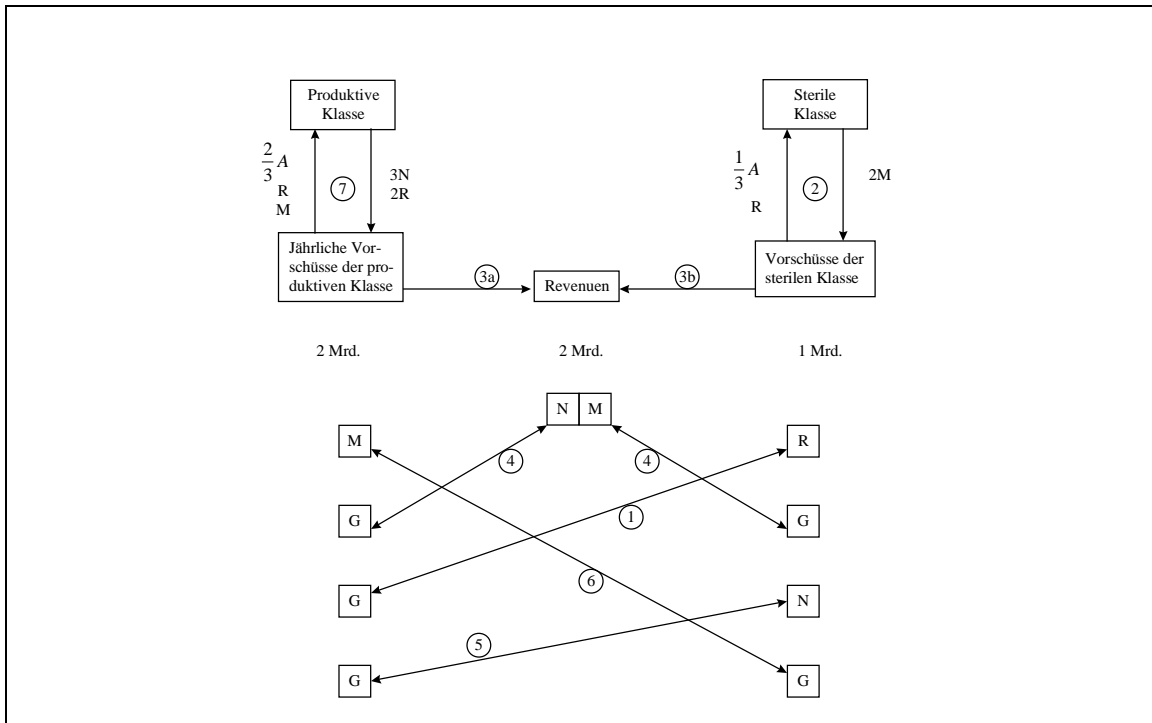 Produktive
Klasse
Sterile
Klasse
2/3 A
R
M
7
3N
2R
1/3 A
R
2
2M
Jährliche Vor-
schüsse der pro-
duktiven Klasse
3a
Revenuen
3b
Vorschüsse der
sterilen Klasse
2 Mrd.
2 Mrd.
1 Mrd.
N M
M
R
4
4
G
G
1
G
6
N
5
G
G